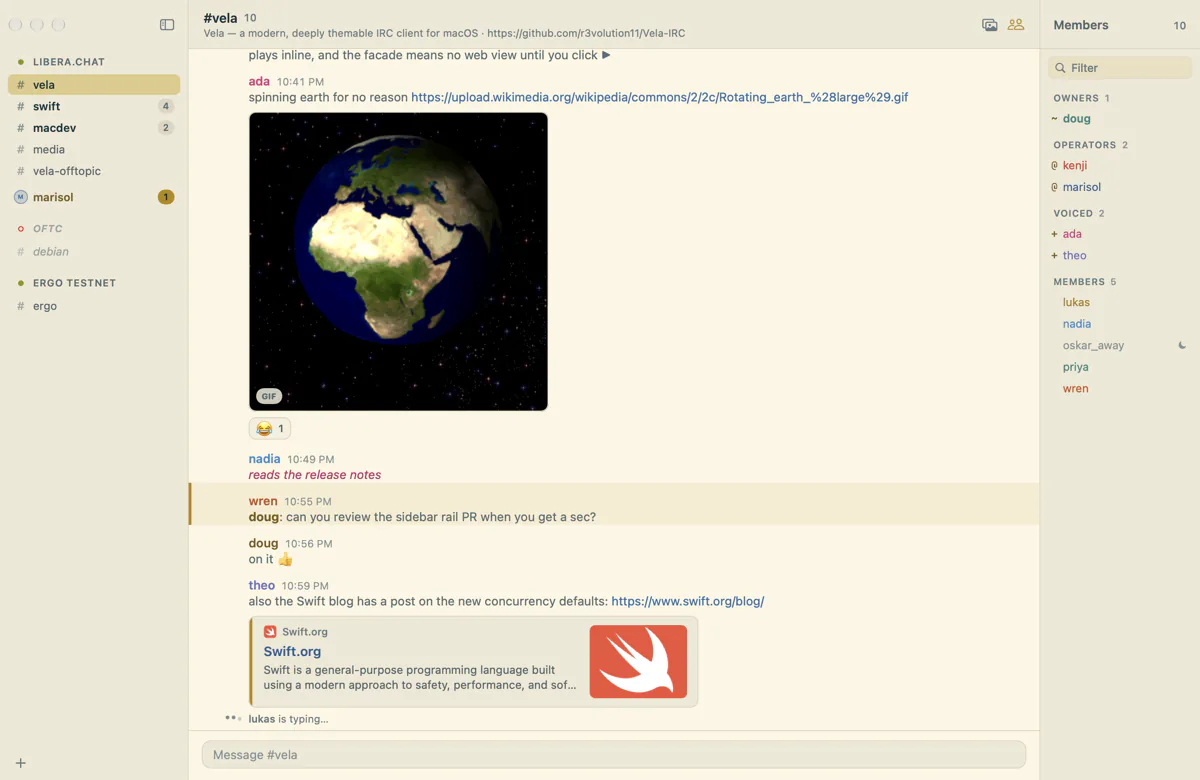 LIBERA.CHAT
# vela
# swift 4
# macdev 2
# media
# vela-offtopic
M marisol 1
OFTC
# debian
ERGO TESTNET
# ergo
+
#vela 10
Vela — a modern, deeply themable IRC client for macOS · https://github.com/r3volution11/Vela-IRC
plays inline, and the facade means no web view until you click ▶
ada 10:41 PM
spinning earth for no reason https://upload.wikimedia.org/wikipedia/commons/2/2c/Rotating_earth_%28large%29.gif
GIF
😂 1
nadia 10:49 PM
reads the release notes
wren 10:55 PM
doug: can you review the sidebar rail PR when you get a sec?
doug 10:56 PM
on it 👍
theo 10:59 PM
also the Swift blog has a post on the new concurrency defaults: https://www.swift.org/blog/
Swift.org
Swift.org
Swift is a general-purpose programming language built
using a modern approach to safety, performance, and sof…
lukas is typing…
Message #vela
Members 10
Filter
OWNERS 1
~ doug
OPERATORS 2
@ kenji
@ marisol
VOICED 2
+ ada
+ theo
MEMBERS 5
lukas
nadia
oskar_away
priya
wren